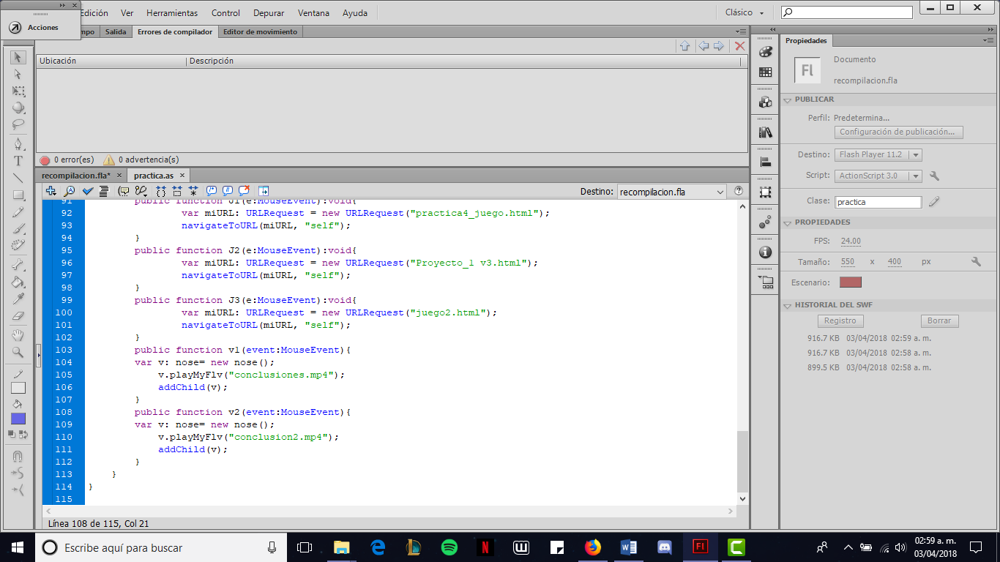 Edición Ver Herramientas Control Depurar Ventana Ayuda Clásico
Acciones
Salida Errores de compilador Editor de movimiento
Ubicación Descripción
0 error(es) 0 advertencia(s)
recompilacion.fla* × practica.as ×
Destino: recompilacion.fla
91 public function J1(e:MouseEvent):void{
92 var miURL: URLRequest = new URLRequest("practica4_juego.html");
93 navigateToURL(miURL, "self");
94 }
95 public function J2(e:MouseEvent):void{
96 var miURL: URLRequest = new URLRequest("Proyecto_1 v3.html");
97 navigateToURL(miURL, "self");
98 }
99 public function J3(e:MouseEvent):void{
100 var miURL: URLRequest = new URLRequest("juego2.html");
101 navigateToURL(miURL, "self");
102 }
103 public function v1(event:MouseEvent){
104 var v: nose= new nose();
105 v.playMyFlv("conclusiones.mp4");
106 addChild(v);
107 }
108 public function v2(event:MouseEvent){
109 var v: nose= new nose();
110 v.playMyFlv("conclusion2.mp4");
111 addChild(v);
112 }
113 }
114 }
115
Línea 108 de 115, Col 21
Propiedades
Fl
Documento
recompilacion.fla
PUBLICAR
Perfil: Predetermina...
Configuración de publicación...
Destino: Flash Player 11.2
Script: ActionScript 3.0
Clase: practica
PROPIEDADES
FPS: 24.00
Tamaño: 550 x 400 px
Escenario:
HISTORIAL DEL SWF
Registro Borrar
916.7 KB 03/04/2018 02:59 a. m.
916.7 KB 03/04/2018 02:58 a. m.
899.5 KB 03/04/2018 02:58 a. m.
Escribe aquí para buscar
Fl
02:59 a. m.
03/04/2018